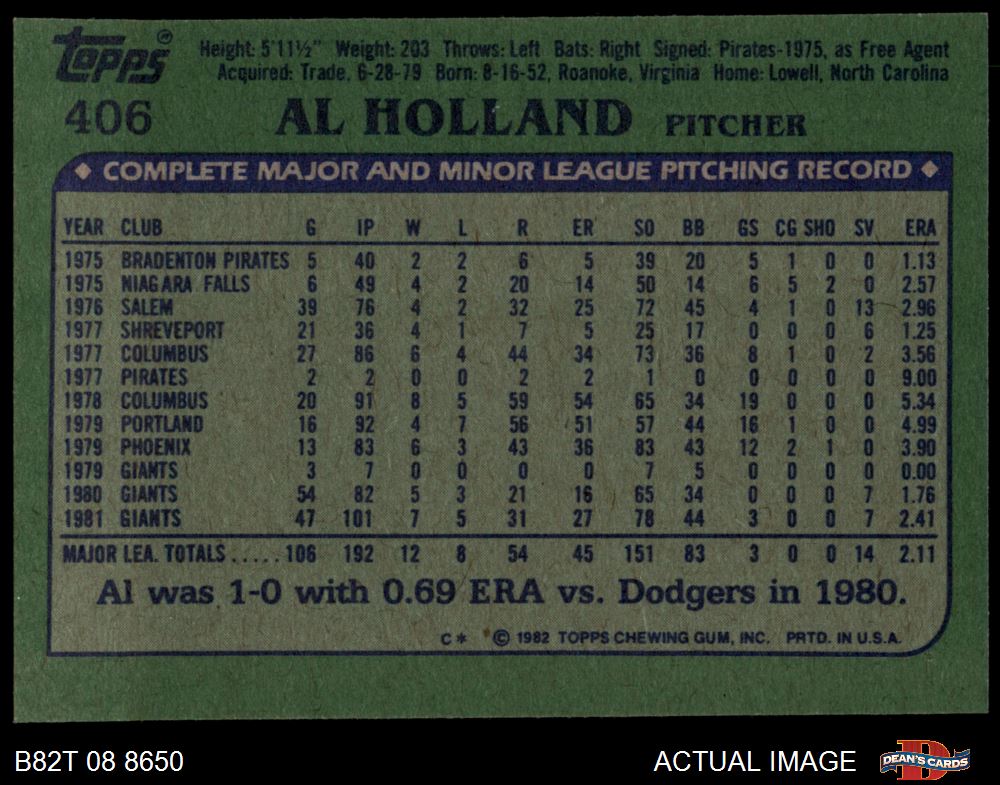 Topps
Height: 5'11½" Weight: 203 Throws: Left Bats: Right Signed: Pirates-1975, as Free Agent
Acquired: Trade, 6-28-79 Born: 8-16-52, Roanoke, Virginia Home: Lowell, North Carolina
406 AL HOLLAND PITCHER
COMPLETE MAJOR AND MINOR LEAGUE PITCHING RECORD
YEAR CLUB G IP W L R ER SO BB GS CG SHO SV ERA
1975 BRADENTON PIRATES 5 40 2 2 6 5 39 20 5 1 0 0 1.13
1975 NIAGARA FALLS 6 49 4 2 20 14 50 14 6 5 2 0 2.57
1976 SALEM 39 76 4 2 32 25 72 45 4 1 0 13 2.96
1977 SHREVEPORT 21 36 4 1 7 5 25 17 0 0 0 6 1.25
1977 COLUMBUS 27 86 6 4 44 34 73 36 8 1 0 2 3.56
1977 PIRATES 2 2 0 0 2 2 1 0 0 0 0 0 9.00
1978 COLUMBUS 20 91 8 5 59 54 65 34 19 0 0 0 5.34
1979 PORTLAND 16 92 4 7 56 51 57 44 16 1 0 0 4.99
1979 PHOENIX 13 83 6 3 43 36 83 43 12 2 1 0 3.90
1979 GIANTS 3 7 0 0 0 0 7 5 0 0 0 0 0.00
1980 GIANTS 54 82 5 3 21 16 65 34 0 0 0 7 1.76
1981 GIANTS 47 101 7 5 31 27 78 44 3 0 0 7 2.41
MAJOR LEA. TOTALS ..... 106 192 12 8 54 45 151 83 3 0 0 14 2.11
Al was 1-0 with 0.69 ERA vs. Dodgers in 1980.
C* © 1982 TOPPS CHEWING GUM, INC. PRTD. IN U.S.A.
B82T 08 8650 ACTUAL IMAGE DEAN'S CARDS